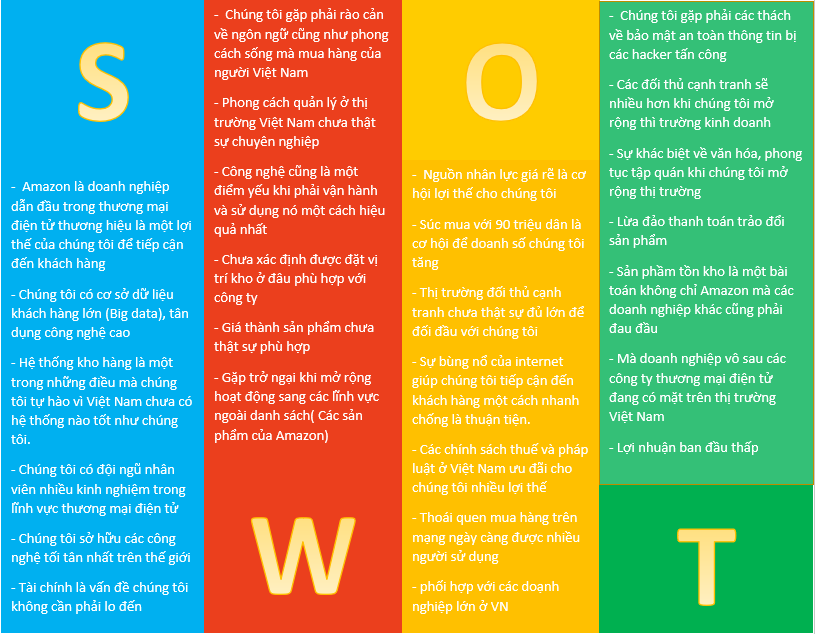 S
- Amazon là doanh nghiệp
dẫn đầu trong thương mại
điện tử thương hiệu là một lợi
thế của chúng tôi để tiếp cận
đến khách hàng
- Chúng tôi có cơ sở dữ liệu
khách hàng lớn (Big data), tân
dụng công nghệ cao
- Hệ thống kho hàng là một
trong những điều mà chúng
tôi tự hào vì Việt Nam chưa có
hệ thống nào tốt như chúng
tôi.
- Chúng tôi có đội ngũ nhân
viên nhiều kinh nghiệm trong
lĩnh vực thương mại điện tử
- Chúng tôi sở hữu các công
nghệ tối tân nhất trên thế giới
- Tài chính là vấn đề chúng tôi
không cần phải lo đến
- Chúng tôi gặp phải rào cản
về ngôn ngữ cũng như phong
cách sống mà mua hàng của
người Việt Nam
- Phong cách quản lý ở thị
trường Việt Nam chưa thật
sự chuyên nghiệp
- Công nghệ cũng là một
điểm yếu khi phải vận hành
và sử dụng nó một cách hiệu
quả nhất
- Chưa xác định được đặt vị
trí kho ở đâu phù hợp với
công ty
- Giá thành sản phẩm chưa
thật sự phù hợp
- Gặp trở ngại khi mở rộng
hoạt động sang các lĩnh vực
ngoài danh sách( Các sản
phẩm của Amazon)
W
O
- Nguồn nhân lực giá rẽ là cơ
hội lợi thế cho chúng tôi
- Súc mua với 90 triệu dân là
cơ hội để doanh số chúng tôi
tăng
- Thị trường đối thủ cạnh
tranh chưa thật sự đủ lớn để
đối đầu với chúng tôi
- Sự bùng nổ của internet
giúp chúng tôi tiếp cận đến
khách hàng một cách nhanh
chống là thuận tiện.
- Các chính sách thuế và pháp
luật ở Việt Nam ưu đãi cho
chúng tôi nhiều lợi thế
- Thoái quen mua hàng trên
mạng ngày càng được nhiều
người sử dụng
- phối hợp với các doạnh
nghiệp lớn ở VN
- Chúng tôi gặp phải các thách
về bảo mật an toàn thông tin bị
các hacker tấn công
- Các đối thủ cạnh tranh sẽ
nhiều hơn khi chúng tôi mở
rộng thì trường kinh doanh
- Sự khác biệt về văn hóa, phong
tục tập quán khi chúng tôi mở
rộng thị trường
- Lừa đảo thanh toán trảo đổi
sản phẩm
- Sản phầm tồn kho là một bài
toán không chỉ Amazon mà các
doanh nghiệp khác cũng phải
đau đầu
- Mà doanh nghiệp vô sau các
công ty thương mại điện tử
đang có mặt trên thị trường
Việt Nam
- Lợi nhuận ban đầu thấp
T